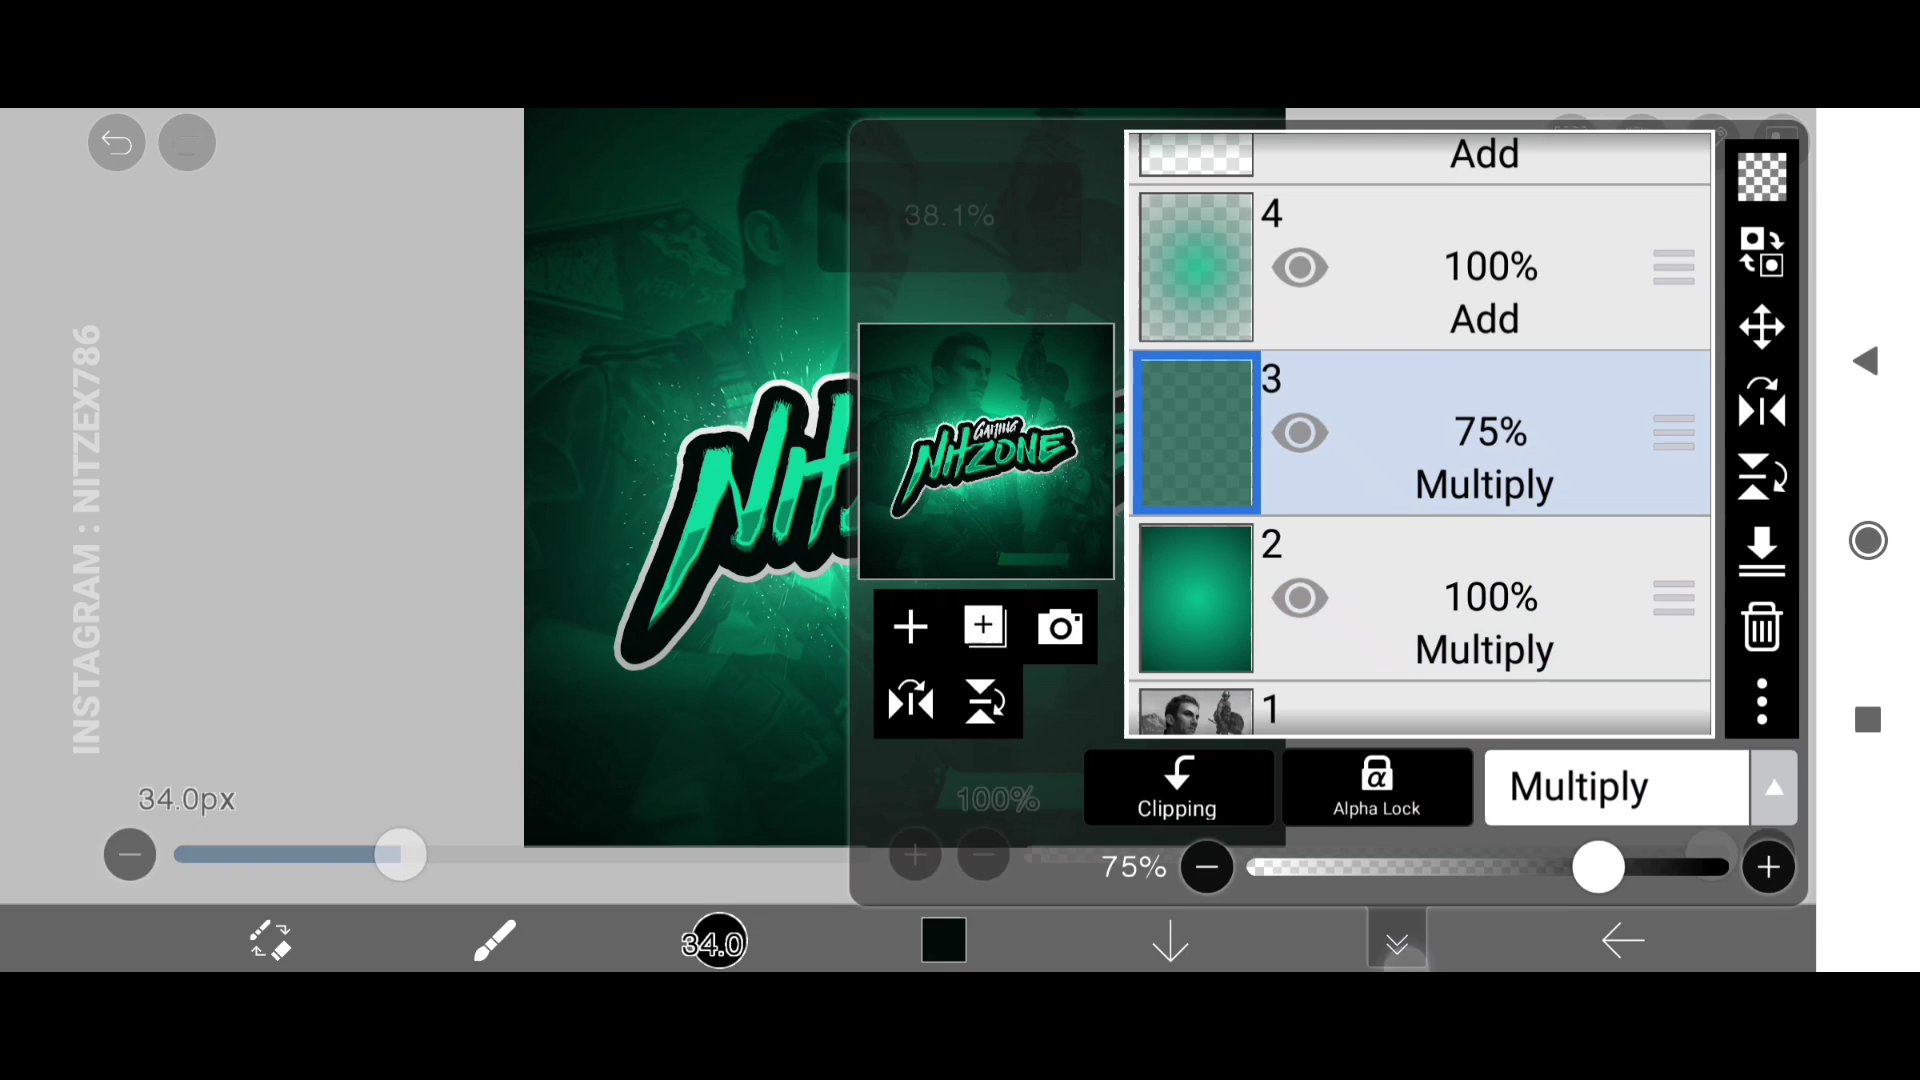 INSTAGRAM : NITZEX786
38.1%
GAMING
NITZONE
Add
4
100%
Add
3
75%
Multiply
2
100%
Multiply
1
Clipping
α
Alpha Lock
Multiply
34.0px
100%
75%
34.0